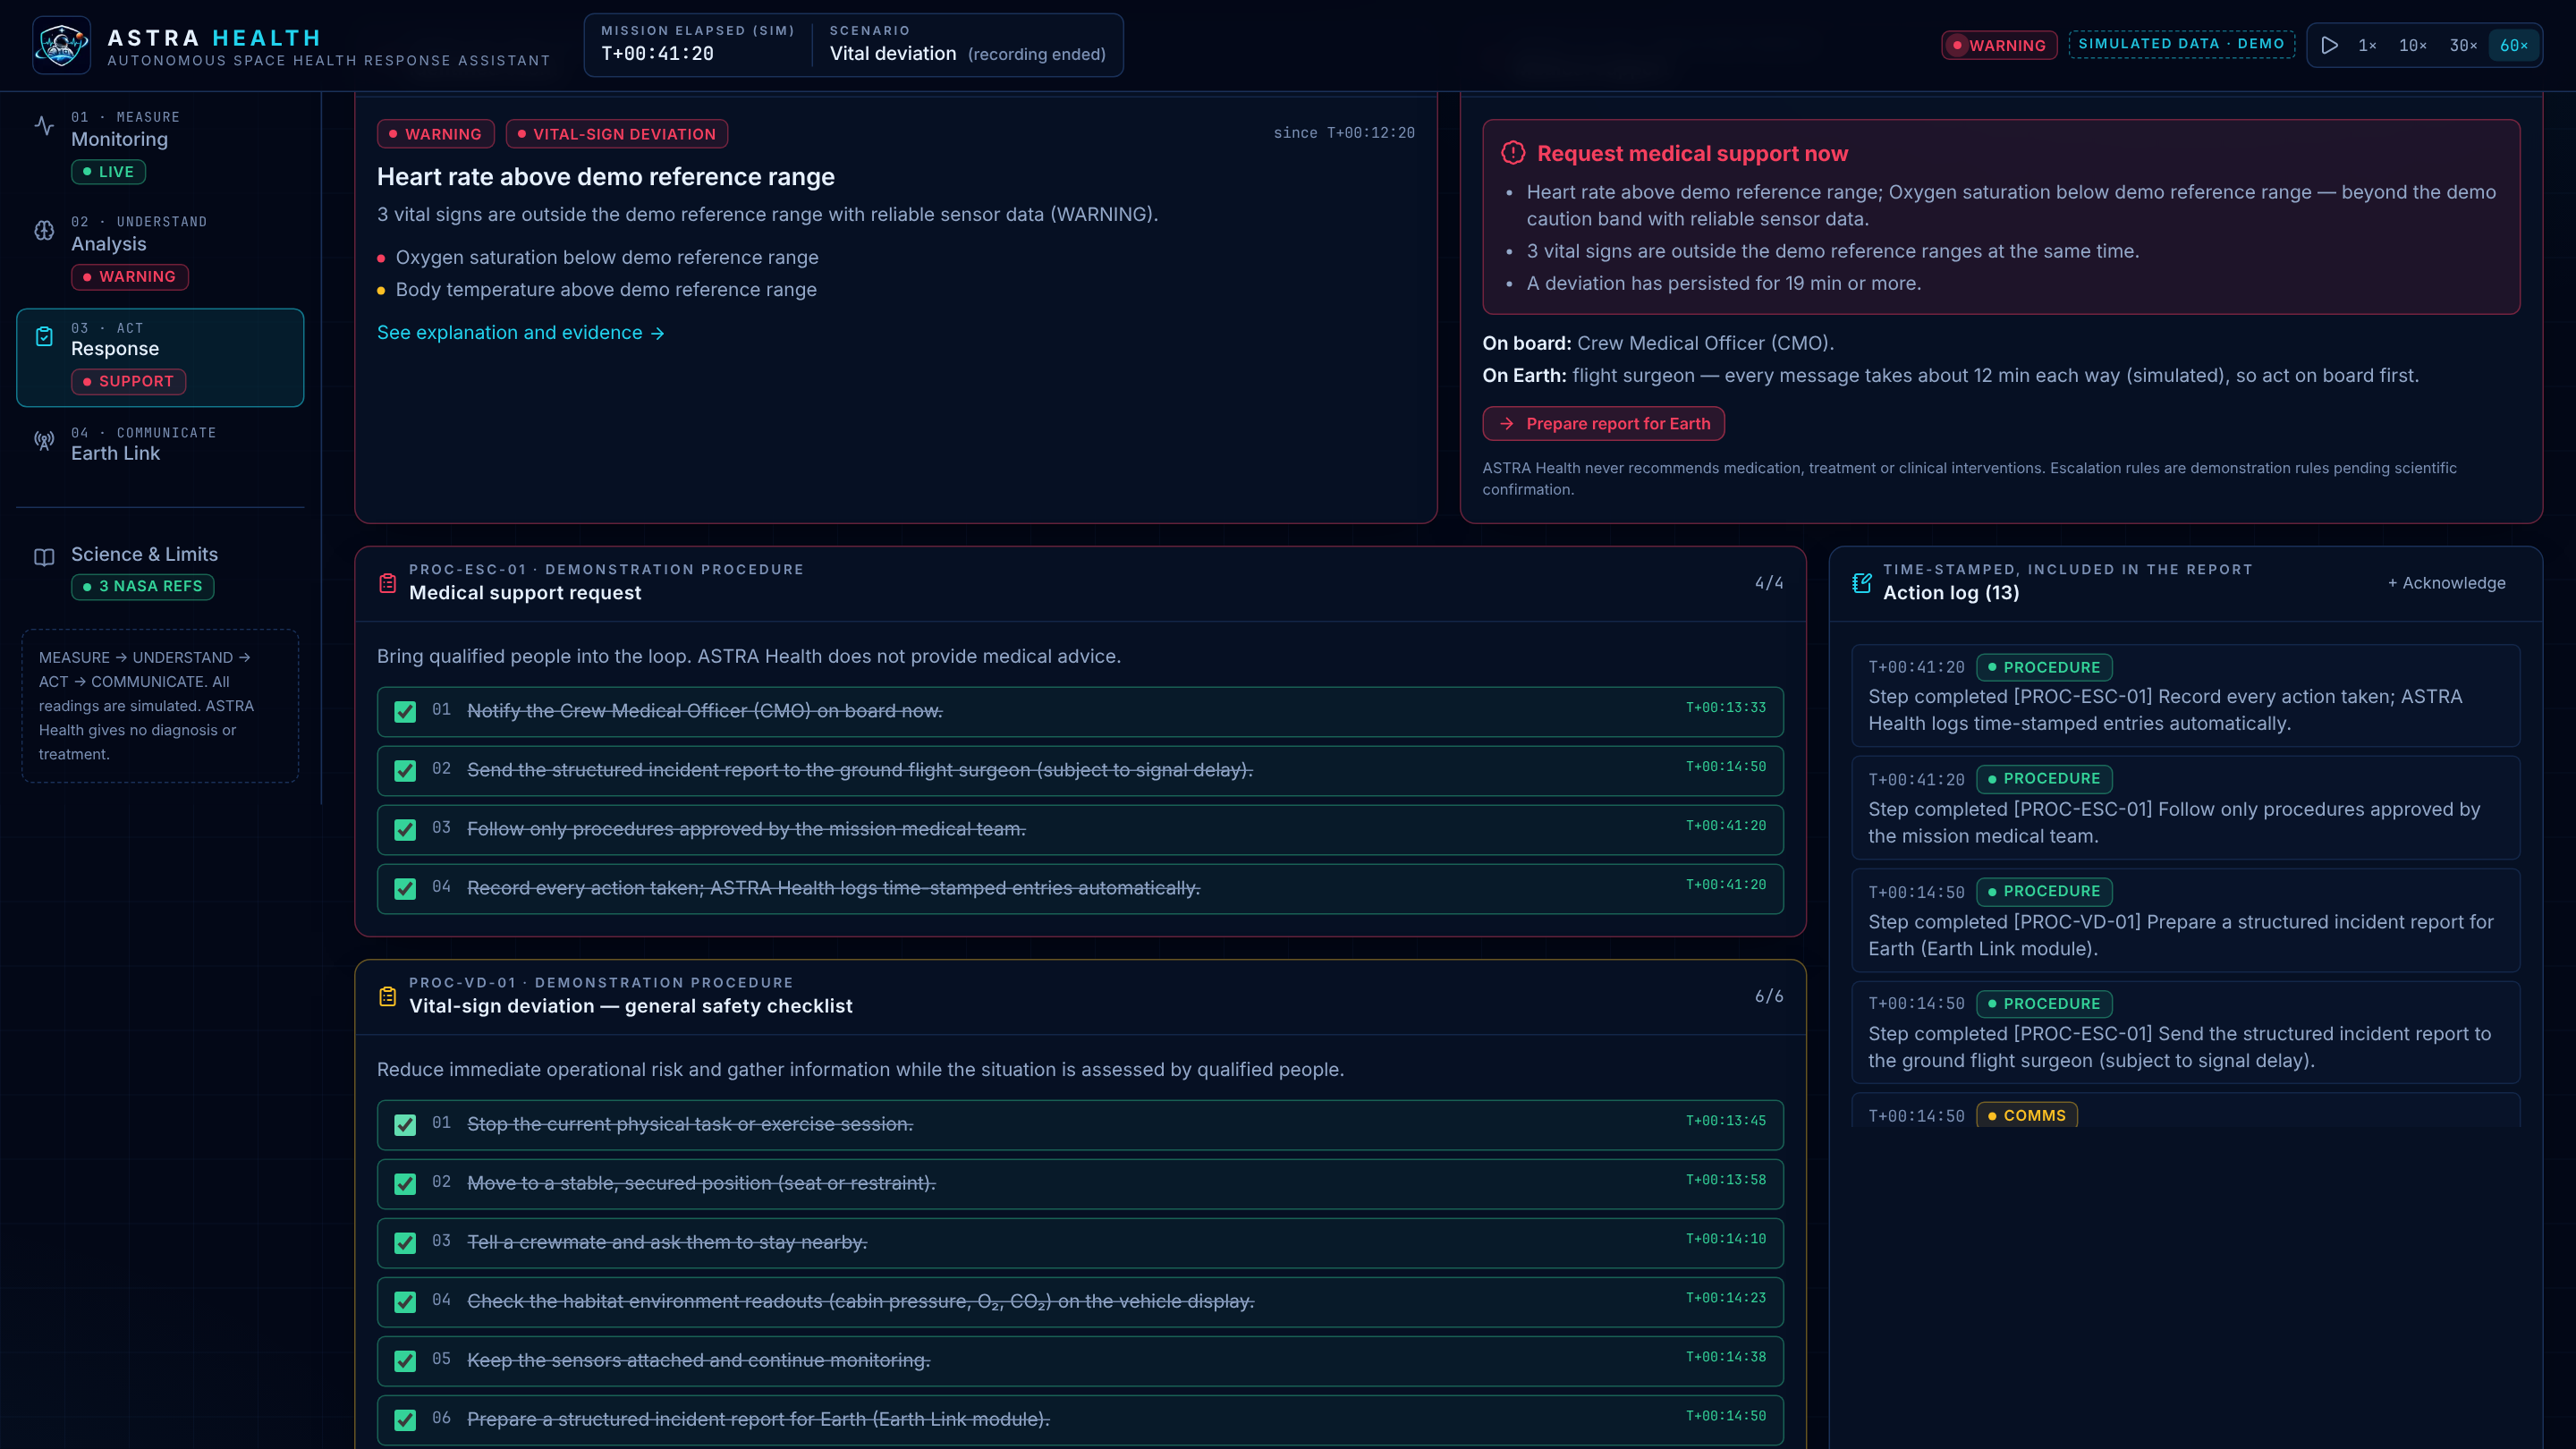 ASTRA HEALTH
AUTONOMOUS SPACE HEALTH RESPONSE ASSISTANT
MISSION ELAPSED (SIM)
T+00:41:20
SCENARIO
Vital deviation (recording ended)
WARNING
SIMULATED DATA · DEMO
1×
10×
30×
60×
01 · MEASURE
Monitoring
LIVE
02 · UNDERSTAND
Analysis
WARNING
03 · ACT
Response
SUPPORT
04 · COMMUNICATE
Earth Link
Science & Limits
3 NASA REFS
MEASURE → UNDERSTAND →
ACT → COMMUNICATE. All
readings are simulated. ASTRA
Health gives no diagnosis or
treatment.
WARNING
VITAL-SIGN DEVIATION
since T+00:12:20
Heart rate above demo reference range
3 vital signs are outside the demo reference range with reliable sensor data (WARNING).
Oxygen saturation below demo reference range
Body temperature above demo reference range
See explanation and evidence →
Request medical support now
• Heart rate above demo reference range; Oxygen saturation below demo reference range — beyond the demo
caution band with reliable sensor data.
• 3 vital signs are outside the demo reference ranges at the same time.
• A deviation has persisted for 19 min or more.
On board: Crew Medical Officer (CMO).
On Earth: flight surgeon — every message takes about 12 min each way (simulated), so act on board first.
→ Prepare report for Earth
ASTRA Health never recommends medication, treatment or clinical interventions. Escalation rules are demonstration rules pending scientific
confirmation.
PROC-ESC-01 · DEMONSTRATION PROCEDURE
Medical support request
4/4
Bring qualified people into the loop. ASTRA Health does not provide medical advice.
01 Notify the Crew Medical Officer (CMO) on board now. T+00:13:33
02 Send the structured incident report to the ground flight surgeon (subject to signal delay). T+00:14:50
03 Follow only procedures approved by the mission medical team. T+00:41:20
04 Record every action taken; ASTRA Health logs time-stamped entries automatically. T+00:41:20
PROC-VD-01 · DEMONSTRATION PROCEDURE
Vital-sign deviation — general safety checklist
6/6
Reduce immediate operational risk and gather information while the situation is assessed by qualified people.
01 Stop the current physical task or exercise session. T+00:13:45
02 Move to a stable, secured position (seat or restraint). T+00:13:58
03 Tell a crewmate and ask them to stay nearby. T+00:14:10
04 Check the habitat environment readouts (cabin pressure, O₂, CO₂) on the vehicle display. T+00:14:23
05 Keep the sensors attached and continue monitoring. T+00:14:38
06 Prepare a structured incident report for Earth (Earth Link module). T+00:14:50
TIME-STAMPED, INCLUDED IN THE REPORT
Action log (13)
+ Acknowledge
T+00:41:20 PROCEDURE
Step completed [PROC-ESC-01] Record every action taken; ASTRA
Health logs time-stamped entries automatically.
T+00:41:20 PROCEDURE
Step completed [PROC-ESC-01] Follow only procedures approved by
the mission medical team.
T+00:14:50 PROCEDURE
Step completed [PROC-VD-01] Prepare a structured incident report for
Earth (Earth Link module).
T+00:14:50 PROCEDURE
Step completed [PROC-ESC-01] Send the structured incident report to
the ground flight surgeon (subject to signal delay).
T+00:14:50 COMMS